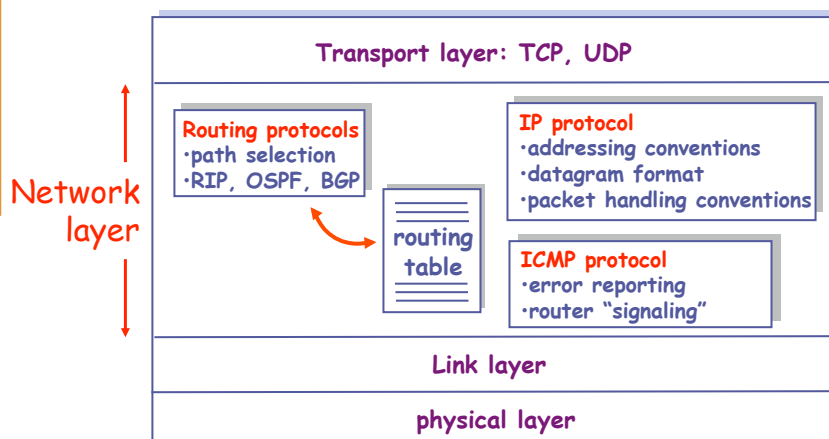 Transport layer: TCP, UDP
Network
layer
Routing protocols
•path selection
•RIP, OSPF, BGP
routing
table
IP protocol
•addressing conventions
•datagram format
•packet handling conventions
ICMP protocol
•error reporting
•router “signaling”
Link layer
physical layer